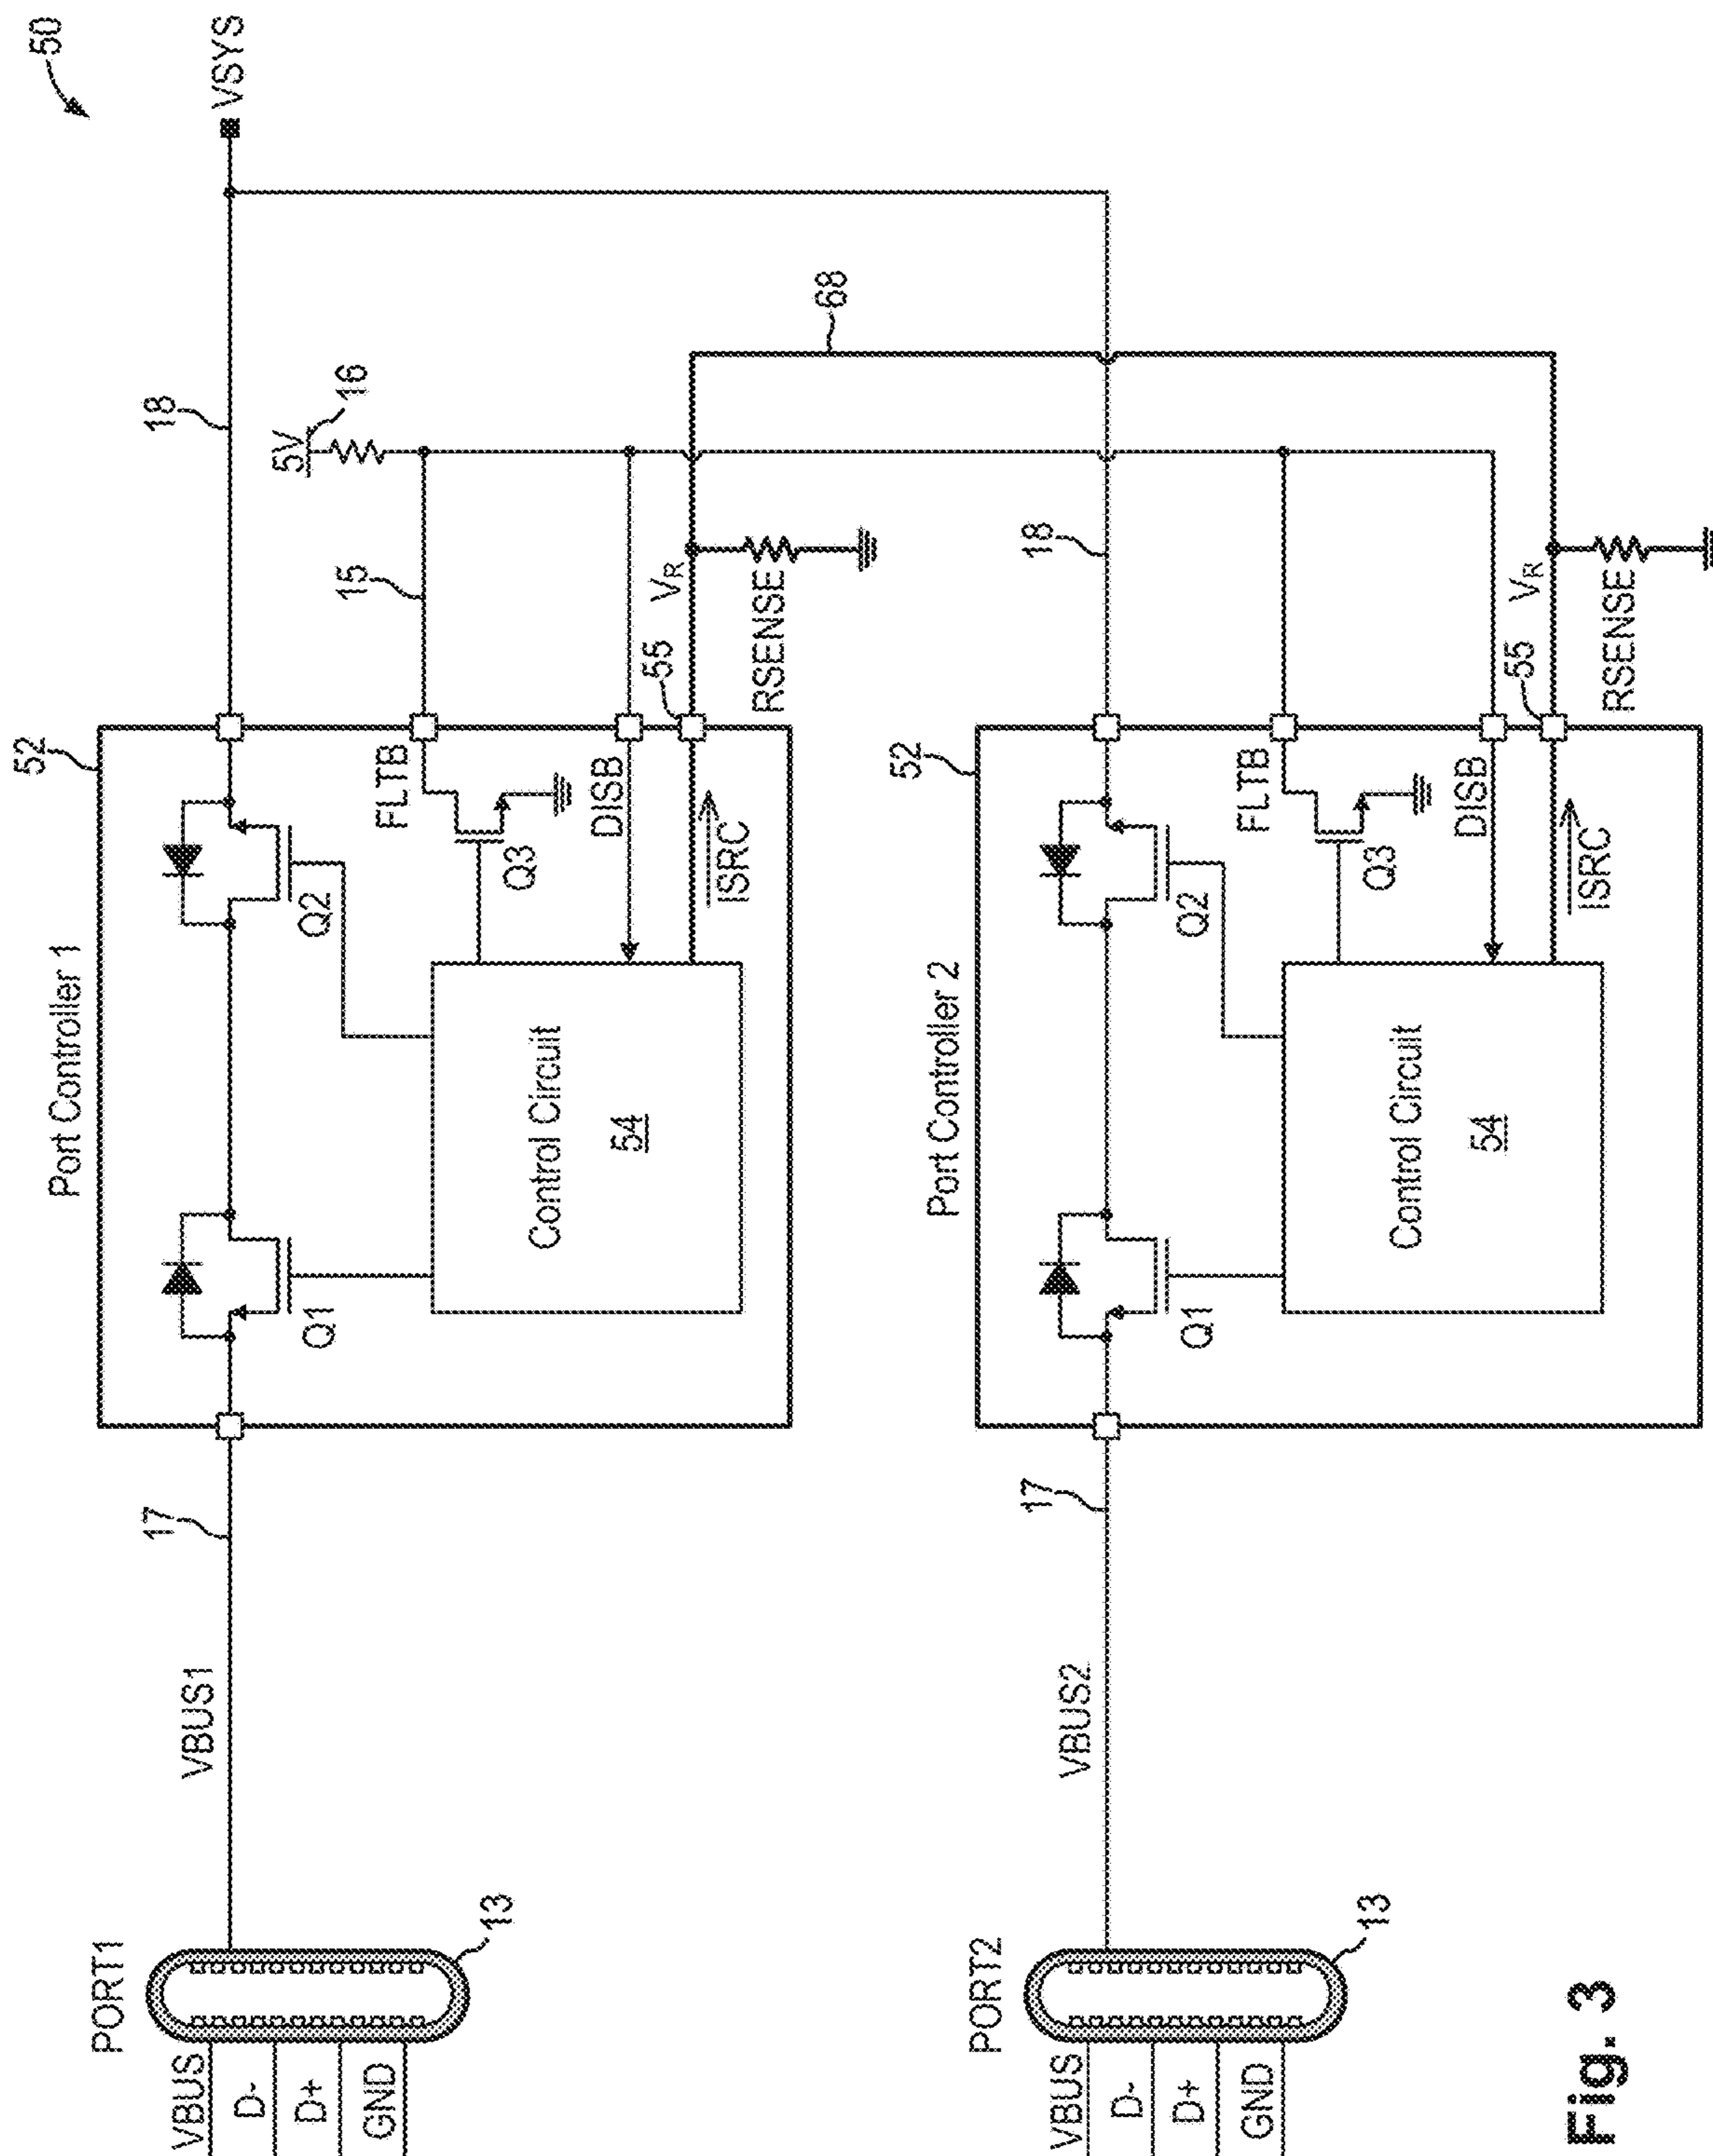 50
VSYS
18
5V
16
15
68
52
Port Controller 1
Q1
Q2
FLTB
Q3
DISB
55
VR
RSENSE
ISRC
Control Circuit
54
17
VBUS1
PORT1
13
VBUS
D-
D+
GND
18
52
Port Controller 2
Q1
Q2
FLTB
Q3
DISB
55
VR
RSENSE
ISRC
Control Circuit
54
17
VBUS2
PORT2
13
VBUS
D-
D+
GND
Fig. 3